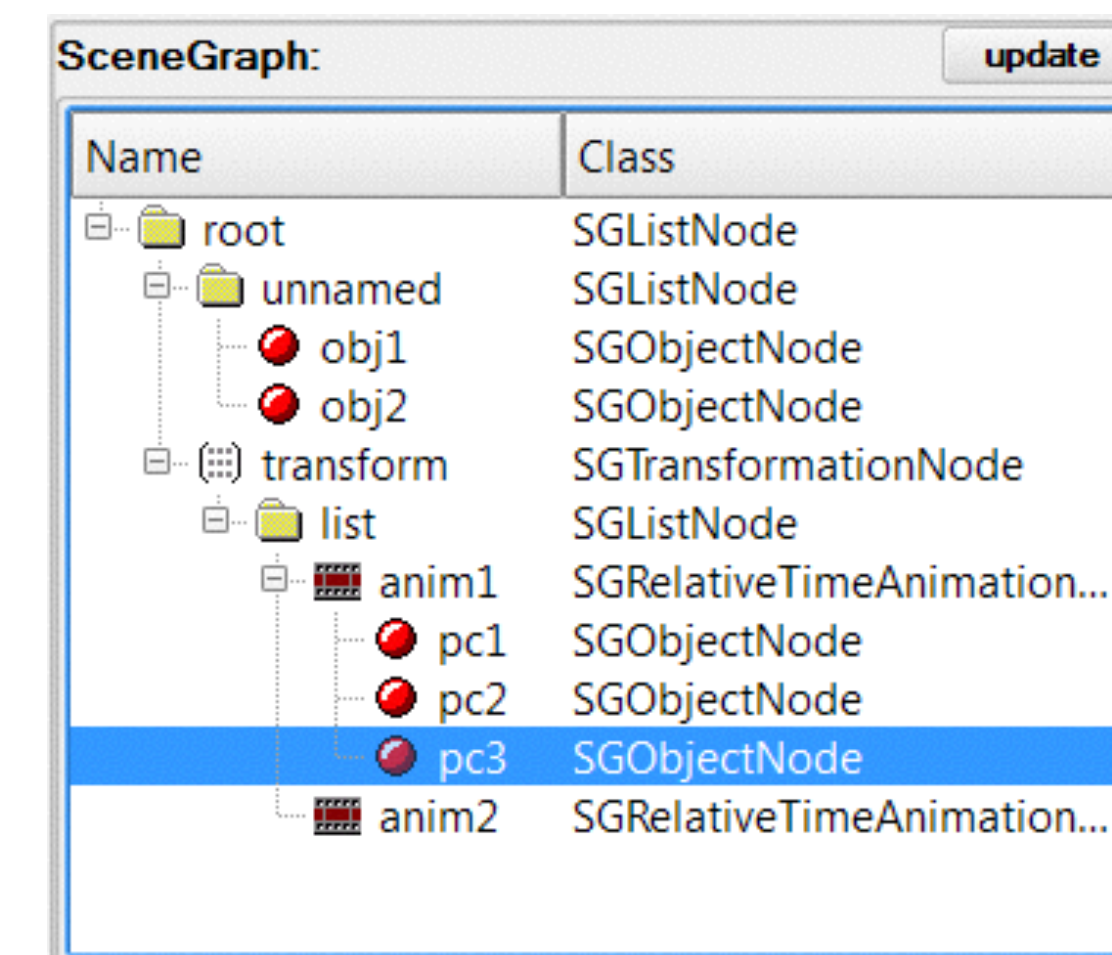 SceneGraph: update
Name Class
root SGListNode
unnamed SGListNode
obj1 SGObjectNode
obj2 SGObjectNode
transform SGTransformationNode
list SGListNode
anim1 SGRelativeTimeAnimation...
pc1 SGObjectNode
pc2 SGObjectNode
pc3 SGObjectNode
anim2 SGRelativeTimeAnimation...